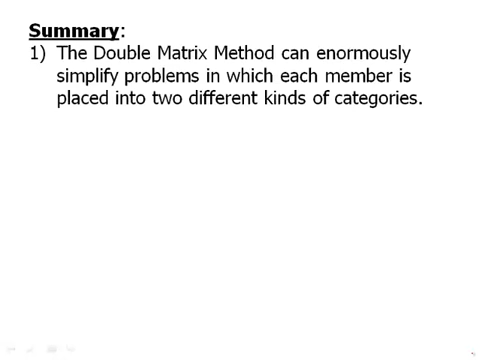 Summary:
1) The Double Matrix Method can enormously
simplify problems in which each member is
placed into two different kinds of categories.